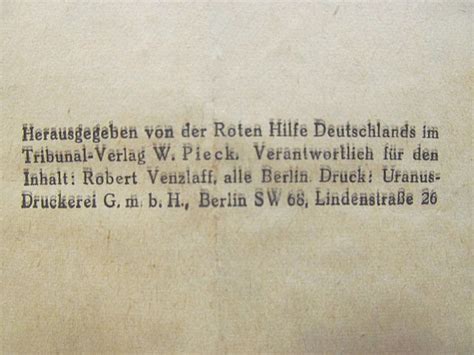 Herausgegeben von der Roten Hilfe Deutschlands im
Tribunal-Verlag W. Pieck. Verantwortlich für den
Inhalt: Robert Venzlaff, alle Berlin. Druck: Uranus-
Druckerei G. m. b. H., Berlin SW 68, Lindenstraße 26